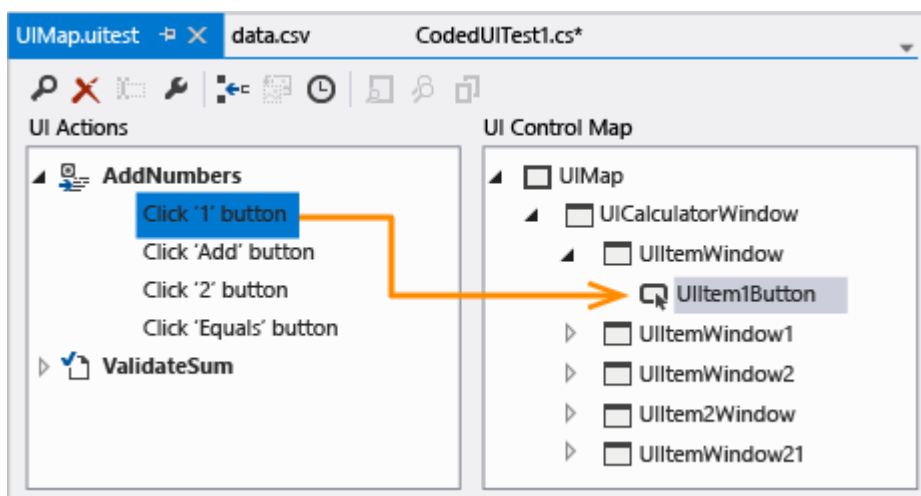 UIMap.uitest data.csv CodedUITest1.cs*
UI Actions
AddNumbers
Click '1' button
Click 'Add' button
Click '2' button
Click 'Equals' button
ValidateSum
UI Control Map
UIMap
UICalculatorWindow
UIItemWindow
UIItem1Button
UIItemWindow1
UIItemWindow2
UIItem2Window
UIItemWindow21